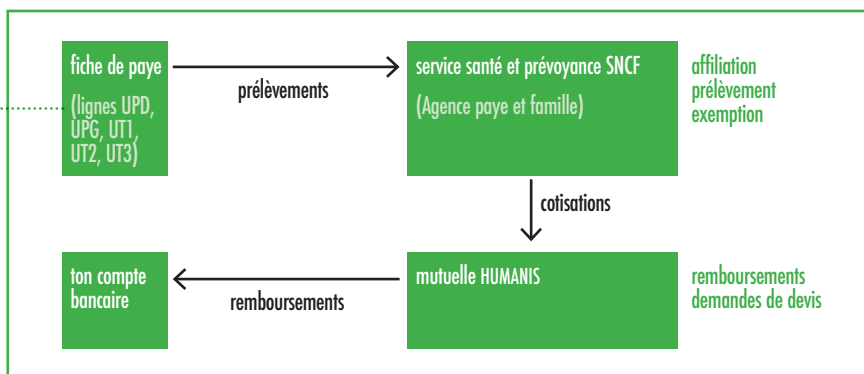 fiche de paye
(lignes UPD,
UPG, UT1,
UT2, UT3)
prélèvements
service santé et prévoyance SNCF
(Agence paye et famille)
affiliation
prélèvement
exemption
cotisations
ton compte
bancaire
remboursements
mutuelle HUMANIS
remboursements
demandes de devis